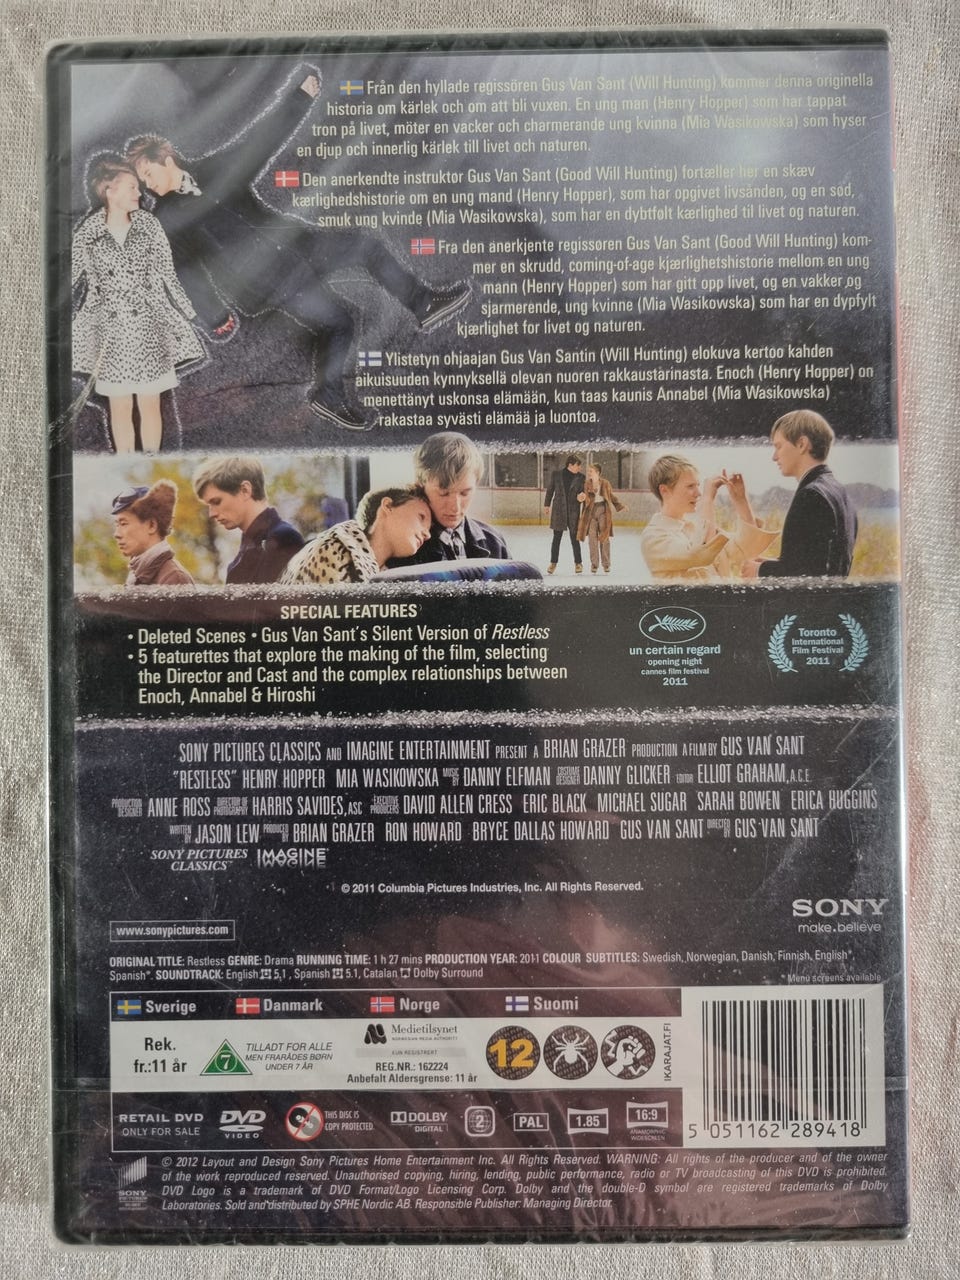 Från den hyllade regissören Gus Van Sant (Will Hunting) kommer denna originella
historia om kärlek och om att bli vuxen. En ung man (Henry Hopper) som har tappat
tron på livet, möter en vacker och charmerande ung kvinna (Mia Wasikowska) som hyser
en djup och innerlig kärlek till livet och naturen.
Den anerkendte instruktor Gus Van Sant (Good Will Hunting) fortæller her en skæv
kærlighedshistorie om en ung mand (Henry Hopper), som har opgivet livsånden, og en sød,
smuk ung kvinde (Mia Wasikowska), som har en dybtfølt kærlighed til livet og naturen.
Fra den anerkjente regissøren Gus Van Sant (Good Will Hunting) kom-
mer en skrudd, coming-of-age kjærlighetshistorie mellom en ung
mann (Henry Hopper) som har gitt opp livet, og en vakker og
sjarmerende, ung kvinne (Mia Wasikowska) som har en dypfylt
kjærlighet for livet og naturen.
Ylistetyn ohjaajan Gus Van Santin (Will Hunting) elokuva kertoo kahden
aikuisuuden kynnyksellä olevan nuoren rakkaustàrinasta. Enoch (Henry Hopper) on
menettänyt uskonsa elämään, kun taas kaunis Annabel (Mia Wasikowska)
rakastaa syvästi elämää ja luontoa.
SPECIAL FEATURES
• Deleted Scenes • Gus Van Sant's Silent Version of Restless
• 5 featurettes that explore the making of the film, selecting
the Director and Cast and the complex relationships between
Enoch, Annabel & Hiroshi
un certain regard
opening night
cannes film festival
2011
Toronto
International
Film Festival
2011
SONY PICTURES CLASSICS AND IMAGINE ENTERTAINMENT PRESENT A BRIAN GRAZER PRODUCTION A FILM BY GUS VAN SANT
"RESTLESS" HENRY HOPPER MIA WASIKOWSKA MUSIC BY DANNY ELFMAN COSTUME DESIGNER DANNY GLICKER EDITOR ELLIOT GRAHAM, A.C.E.
PRODUCTION DESIGNER ANNE ROSS DIRECTOR OF PHOTOGRAPHY HARRIS SAVIDES, ASC EXECUTIVE PRODUCERS DAVID ALLEN CRESS ERIC BLACK MICHAEL SUGAR SARAH BOWEN ERICA HUGGINS
WRITTEN BY JASON LEW PRODUCED BY BRIAN GRAZER RON HOWARD BRYCE DALLAS HOWARD GUS VAN SANT DIRECTED BY GUS VAN SANT
SONY PICTURES
CLASSICS™ IMAGINE
© 2011 Columbia Pictures Industries, Inc. All Rights Reserved.
SONY
make.believe
www.sonypictures.com
ORIGINAL TITLE: Restless GENRE: Drama RUNNING TIME: 1 h 27 mins PRODUCTION YEAR: 2011 COLOUR SUBTITLES: Swedish, Norwegian, Danish, Finnish, English*,
Spanish*. SOUNDTRACK: English 5.1, Spanish 5.1, Catalan Dolby Surround
* Menu screens available
Sverige Danmark Norge Suomi
Rek.
fr.:11 år
7
TILLADT FOR ALLE
MEN FRARÅDES BØRN
UNDER 7 ÅR
Medietilsynet
NORWEGIAN MEDIA AUTHORITY
KUN REGISTRERT
REG.NR.: 162224
Anbefalt Aldersgrense: 11 år
12
IKARAJAT.FI
RETAIL DVD
ONLY FOR SALE
DVD
VIDEO
THIS DISC IS
COPY PROTECTED.
DOLBY
DIGITAL
2
PAL
1.85
16:9
ANAMORPHIC
WIDESCREEN
5 051162 289418
SONY
© 2012 Layout and Design Sony Pictures Home Entertainment Inc. All Rights Reserved. WARNING: All rights of the producer and of the owner
of the work reproduced reserved. Unauthorised copying, hiring, lending, public performance, radio or TV broadcasting of this DVD is prohibited.
DVD Logo is a trademark of DVD Format/Logo Licensing Corp. Dolby and the double-D symbol are registered trademarks of Dolby
Laboratories. Sold and distributed by SPHE Nordic AB. Responsible Publisher: Managing Director.